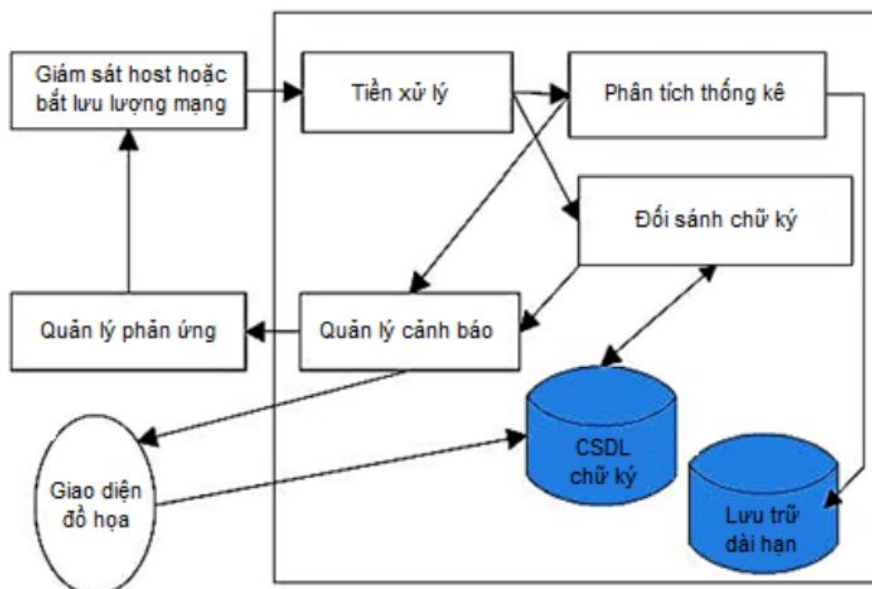 Giám sát host hoặc
bắt lưu lượng mạng
Tiền xử lý
Phân tích thống kê
Đối sánh chữ ký
Quản lý phản ứng
Quản lý cảnh báo
CSDL
chữ ký
Giao diện
đồ họa
Lưu trữ
dài hạn